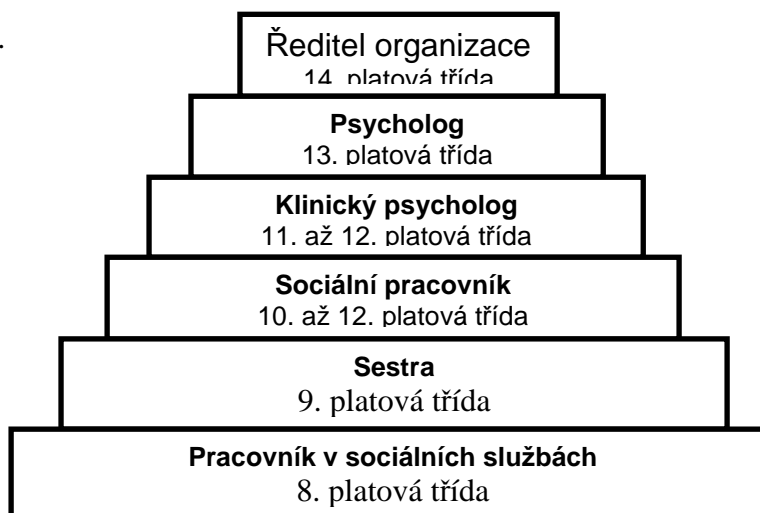 Ředitel organizace
14. platová třída
Psycholog
13. platová třída
Klinický psycholog
11. až 12. platová třída
Sociální pracovník
10. až 12. platová třída
Sestra
9. platová třída
Pracovník v sociálních službách
8. platová třída